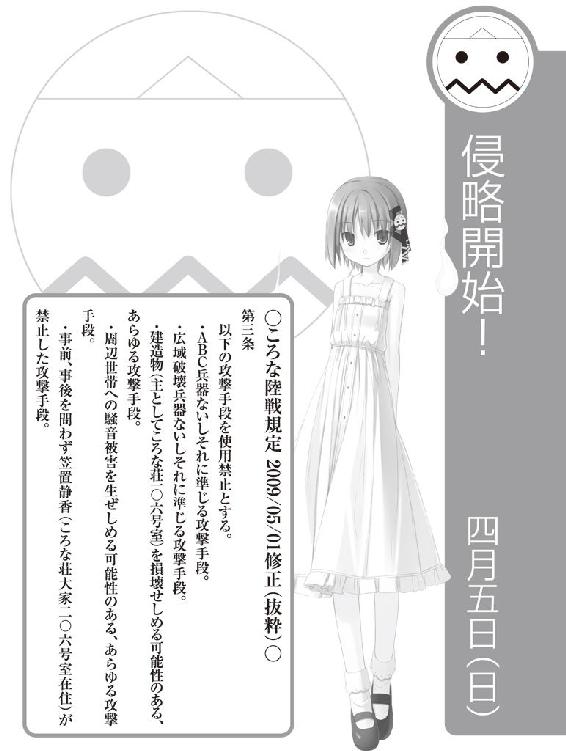 侵略開始！
四月五日（日）
〇ころな陸戦規定 2009/05/01修正（抜粋）〇
第三条
以下の攻撃手段を使用禁止とする。
・ABC兵器ないしそれに準じる攻撃手段。
・広域破壊兵器ないしそれに準じる攻撃手段。
・建造物（主としてころな荘一〇六号室）を損壊せしめる可能性のある、
あらゆる攻撃手段。
・周辺世帯への騒音被害を生ぜしめる可能性のある、あらゆる攻撃
手段。
・事前、事後を問わず笠置静香（ころな荘大家二〇六号室在住）が
禁止した攻撃手段。